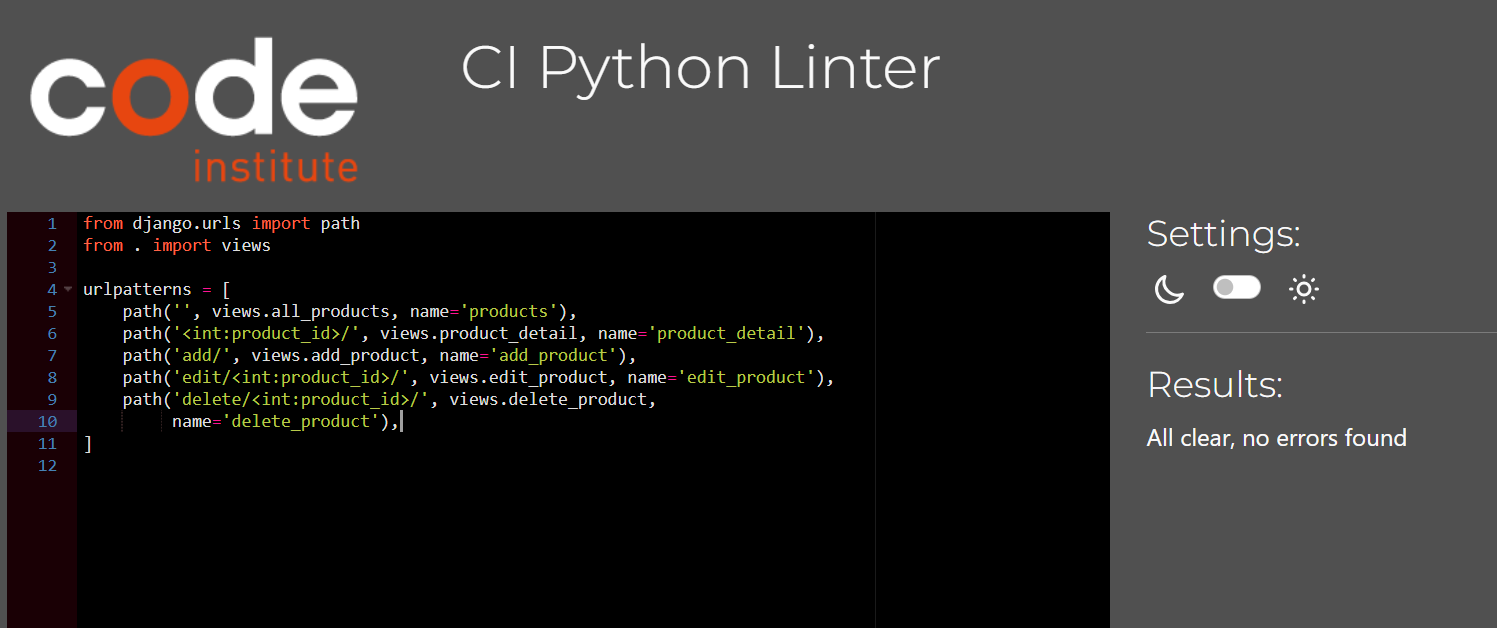 code
institute
CI Python Linter
1 from django.urls import path
2 from . import views
3
4 urlpatterns = [
5     path('', views.all_products, name='products'),
6     path('<int:product_id>/', views.product_detail, name='product_detail'),
7     path('add/', views.add_product, name='add_product'),
8     path('edit/<int:product_id>/', views.edit_product, name='edit_product'),
9     path('delete/<int:product_id>/', views.delete_product,
10          name='delete_product'),
11 ]
12
Settings:
Results:
All clear, no errors found